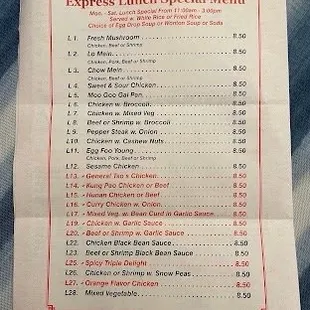 Express Lunch Special Menu
Mon. - Sat. Lunch Special From 11:00am - 3:00pm
Served w. White Rice or Fried Rice
Choice of Egg Drop Soup or Wonton Soup or Soda
L 1. Fresh Mushroom 8.50
Chicken, Beef or Shrimp
L 2. Lo Mein 8.50
Chicken, Pork, Beef or Shrimp
L 3. Chow Mein 8.50
Chicken, Pork, Beef or Shrimp
L 4. Sweet & Sour Chicken 8.50
L 5. Moo Goo Gai Pan 8.50
L 6. Chicken w. Broccoli 8.50
L 7. Chicken w. Mixed Veg 8.50
L 8. Beef or Shrimp w. Broccoli 8.50
L 9. Pepper Steak w. Onion 8.50
L10. Chicken w. Cashew Nuts 8.50
L11. Egg Foo Young 8.50
Chicken, Pork, Beef or Shrimp
L12. Sesame Chicken 8.50
L13. General Tso's Chicken 8.50
L14. Kung Pao Chicken or Beef 8.50
L15. Hunan Chicken or Beef 8.50
L16. Curry Chicken w. Onion 8.50
L17. Mixed Veg. w. Bean Curd in Garlic Sauce 8.50
L19. Chicken w. Garlic Sauce 8.50
L20. Beef or Shrimp w. Garlic Sauce 8.50
L22. Chicken Black Bean Sauce 8.50
L23. Beef or Shrimp Black Bean Sauce 8.50
L25. Spicy Triple Delight 8.50
L26. Chicken or Shrimp w. Snow Peas 8.50
L27. Orange Flavor Chicken 8.50
L28. Mixed Vegetable 8.50